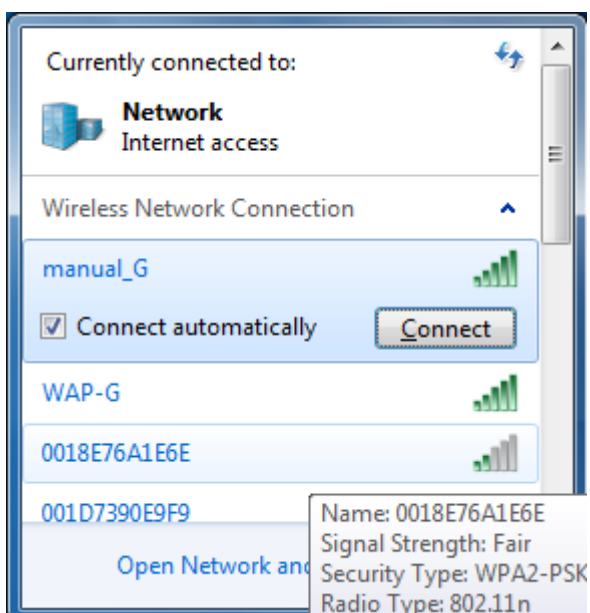 Currently connected to:
Network
Internet access
Wireless Network Connection
manual_G
Connect automatically
Connect
WAP-G
0018E76A1E6E
001D7390E9F9
Open Network and
Name: 0018E76A1E6E
Signal Strength: Fair
Security Type: WPA2-PSK
Radio Type: 802.11n